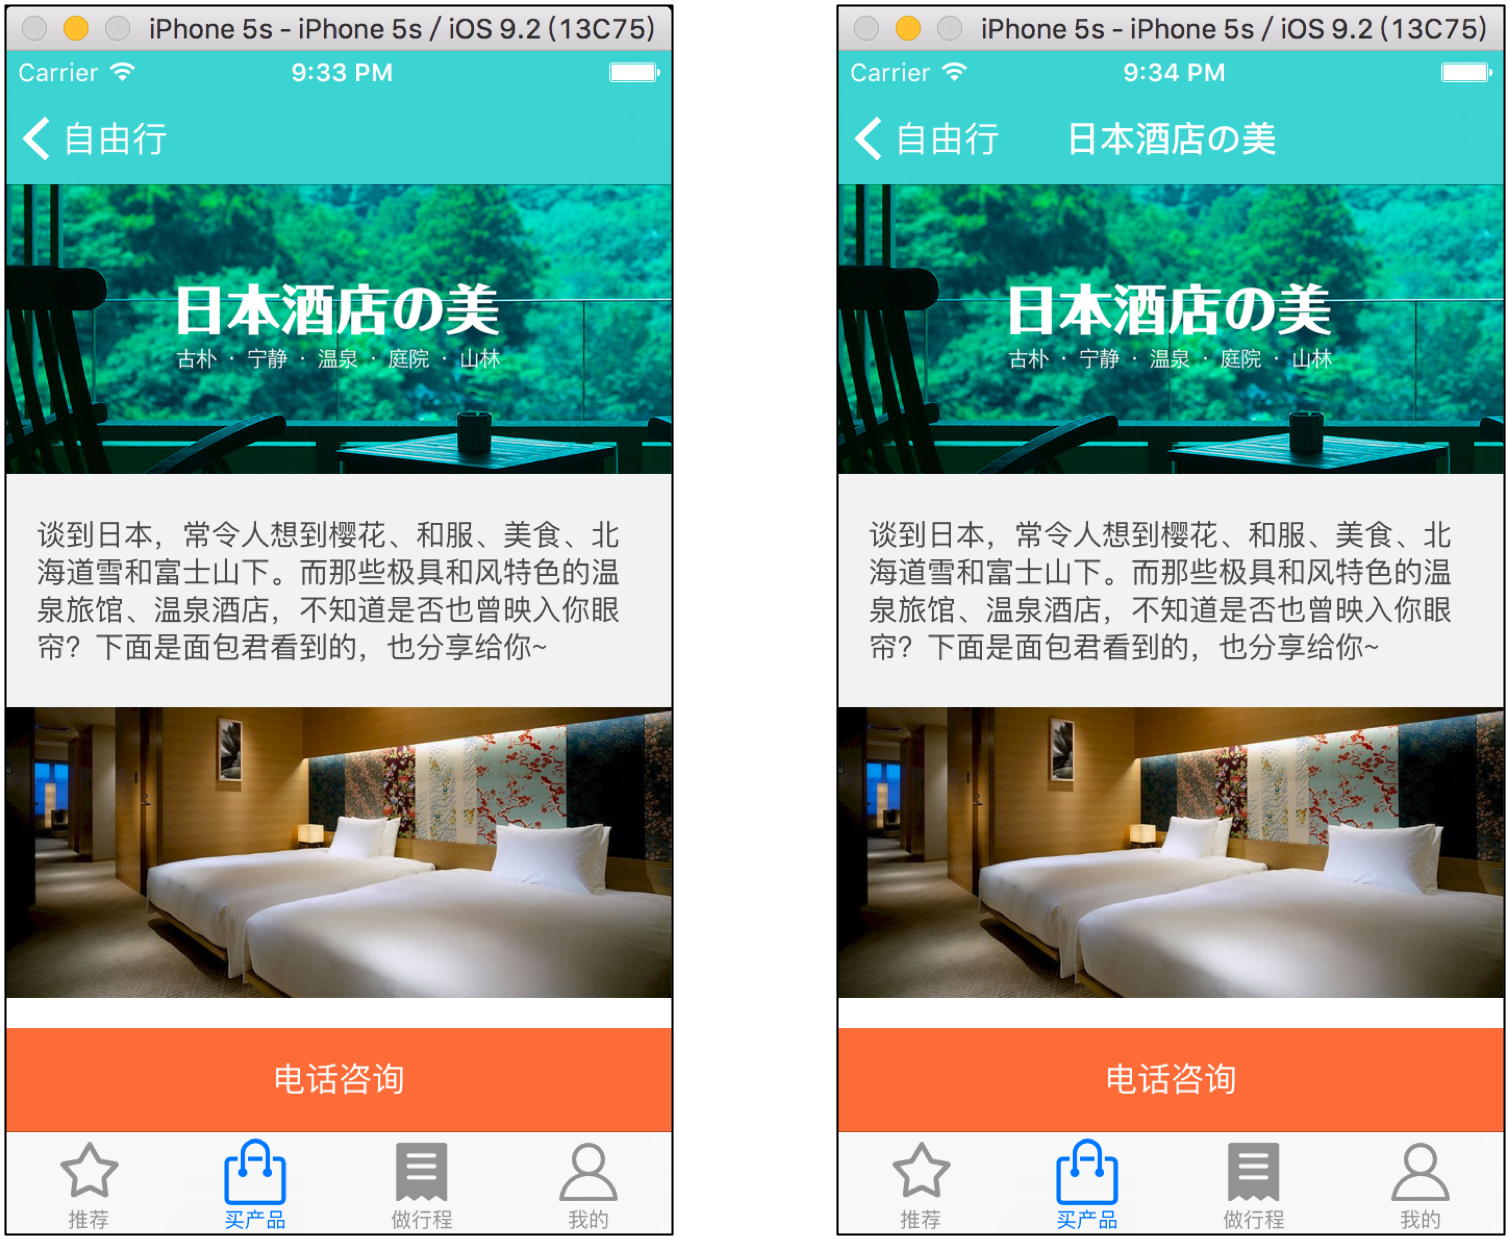 iPhone 5s - iPhone 5s / iOS 9.2 (13C75)
Carrier 9:33 PM
自由行
日本酒店の美
古朴 · 宁静 · 温泉 · 庭院 · 山林
谈到日本，常令人想到樱花、和服、美食、北
海道雪和富士山下。而那些极具和风特色的温
泉旅馆、温泉酒店，不知道是否也曾映入你眼
帘？下面是面包君看到的，也分享给你~
电话咨询
推荐 买产品 做行程 我的
iPhone 5s - iPhone 5s / iOS 9.2 (13C75)
Carrier 9:34 PM
自由行 日本酒店の美
日本酒店の美
古朴 · 宁静 · 温泉 · 庭院 · 山林
谈到日本，常令人想到樱花、和服、美食、北
海道雪和富士山下。而那些极具和风特色的温
泉旅馆、温泉酒店，不知道是否也曾映入你眼
帘？下面是面包君看到的，也分享给你~
电话咨询
推荐 买产品 做行程 我的